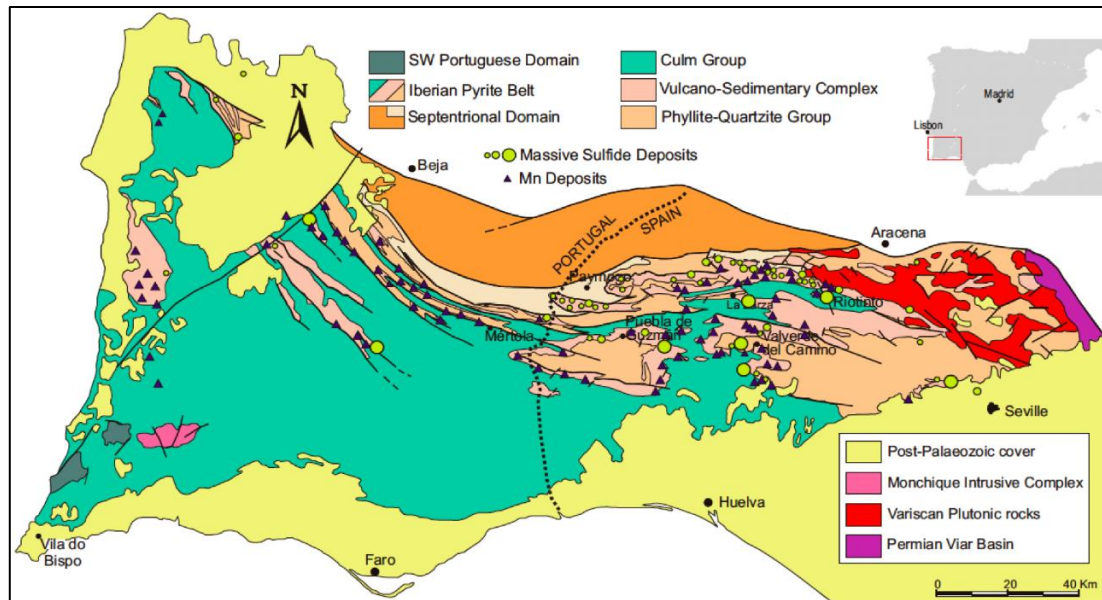 SW Portuguese Domain
Iberian Pyrite Belt
Septentrional Domain
Culm Group
Vulcano-Sedimentary Complex
Phyllite-Quartzite Group
Massive Sulfide Deposits
Mn Deposits
N
Madrid
Lisbon
Beja
PORTUGAL
SPAIN
Aracena
Paymogo
La Zarza
Riotinto
Mértola
Puebla de
Guzmán
Valverde
del Camino
Seville
Huelva
Vila do
Bispo
Faro
Post-Palaeozoic cover
Monchique Intrusive Complex
Variscan Plutonic rocks
Permian Viar Basin
0 20 40 Km